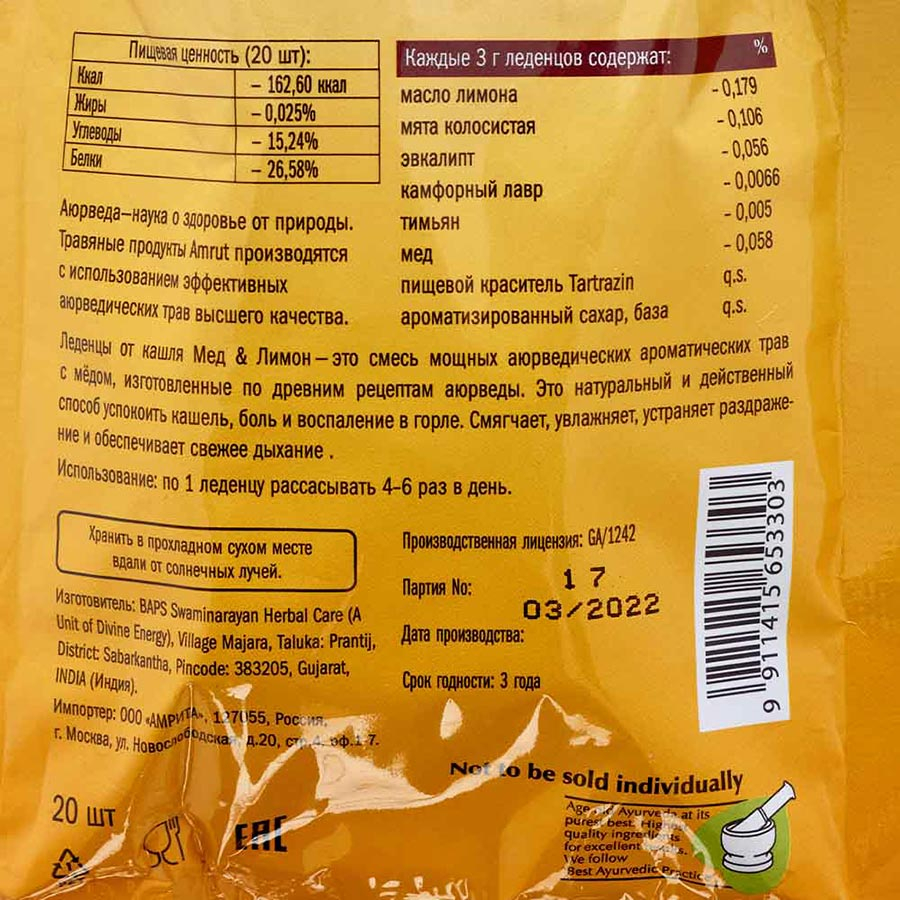 Пищевая ценность (20 шт):
Ккал – 162,60 ккал
Жиры – 0,025%
Углеводы – 15,24%
Белки – 26,58%
Каждые 3 г леденцов содержат: %
масло лимона - 0,179
мята колосистая - 0,106
эвкалипт - 0,056
камфорный лавр - 0,0066
тимьян - 0,005
мед - 0,058
пищевой краситель Tartrazin q.s.
ароматизированный сахар, база q.s.
Аюрведа–наука о здоровье от природы.
Травяные продукты Amrut производятся
с использованием эффективных
аюрведических трав высшего качества.
Леденцы от кашля Мед & Лимон – это смесь мощных аюрведических ароматических трав
с мёдом, изготовленные по древним рецептам аюрведы. Это натуральный и действенный
способ успокоить кашель, боль и воспаление в горле. Смягчает, увлажняет, устраняет раздраже-
ние и обеспечивает свежее дыхание .
Использование: по 1 леденцу рассасывать 4-6 раз в день.
Хранить в прохладном сухом месте
вдали от солнечных лучей.
Изготовитель: BAPS Swaminarayan Herbal Care (A
Unit of Divine Energy), Village Majara, Taluka: Prantij,
District: Sabarkantha, Pincode: 383205, Gujarat,
INDIA (Индия).
Импортер: ООО «АМРИТА», 127055, Россия,
г. Москва, ул. Новослободская, д.20, стр.4, оф.1-7.
Производственная лицензия: GA/1242
Партия No: 17
03/2022
Дата производства:
Срок годности: 3 года
9 911415 653303
20 шт
EAC
Not to be sold individually
Age old Ayurveda at its
purest best. Highest
quality ingredients
for excellent
We follow
Best Ayurvedic Practice